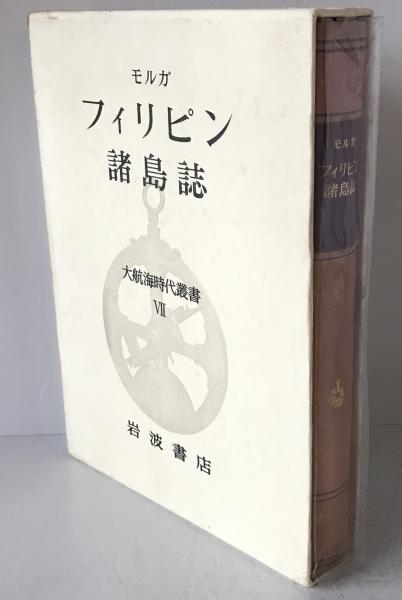 モルガ
フィリピン
諸島誌
大航海時代叢書
VII
岩波書店
モルガ
フィリピン
諸島誌